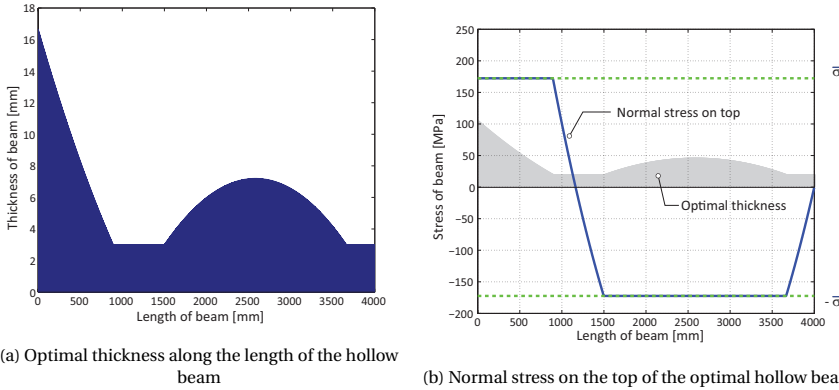 18
16
14
12
10
8
6
4
2
0
Thickness of beam [mm]
0 500 1000 1500 2000 2500 3000 3500 4000
Length of beam [mm]
(a) Optimal thickness along the length of the hollow
beam
250
200
150
100
50
0
−50
−100
−150
−200
Stress of beam [MPa]
Normal stress on top
Optimal thickness
0 500 1000 1500 2000 2500 3000 3500 4000
Length of beam [mm]
(b) Normal stress on the top of the optimal hollow bea